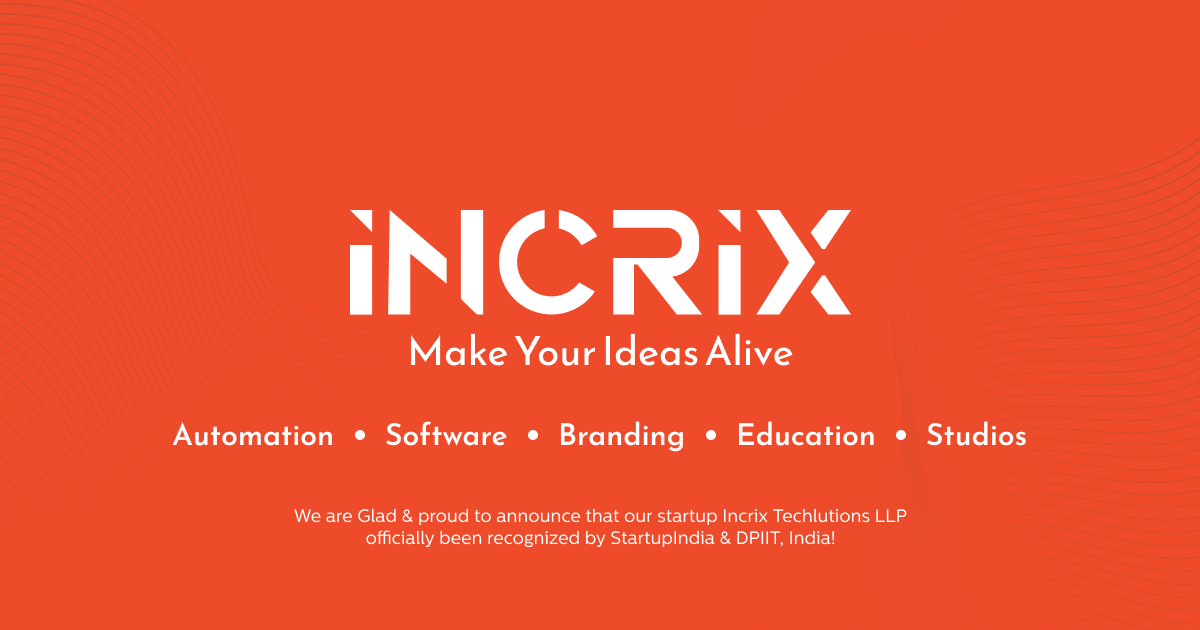 iNCRiX
Make Your Ideas Alive
Automation • Software • Branding • Education • Studios
We are Glad & proud to announce that our startup Incrix Techlutions LLP
officially been recognized by StartupIndia & DPIIT, India!